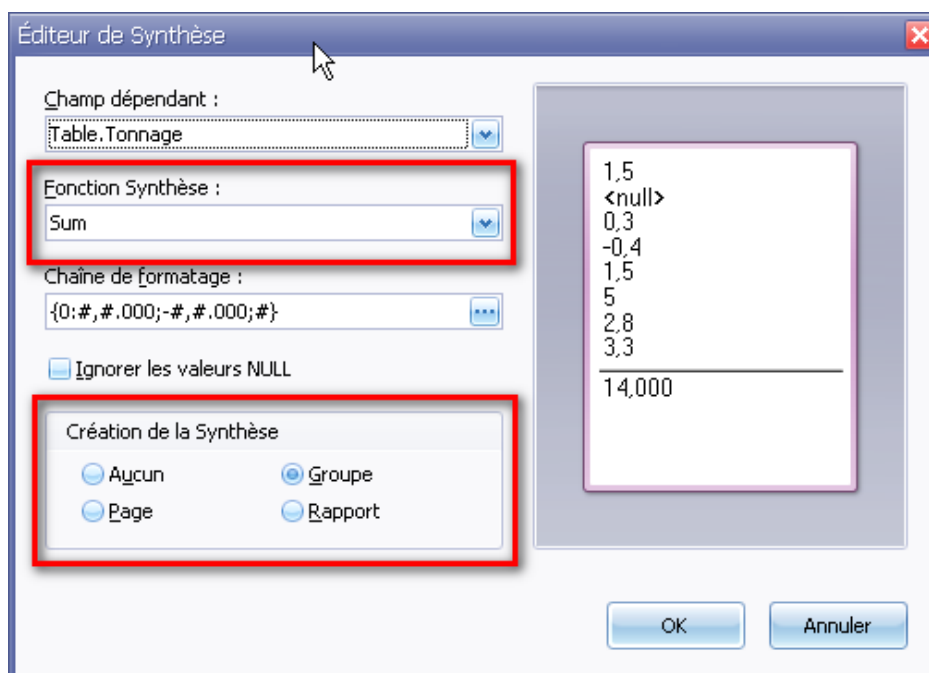 Éditeur de Synthèse
Champ dépendant :
Table.Tonnage
Fonction Synthèse :
Sum
Chaîne de formatage :
{0:#,#.000;-#,#.000;#}
Ignorer les valeurs NULL
Création de la Synthèse
Aucun
Groupe
Page
Rapport
1,5
<null>
0,3
-0,4
1,5
5
2,8
3,3
14,000
OK
Annuler